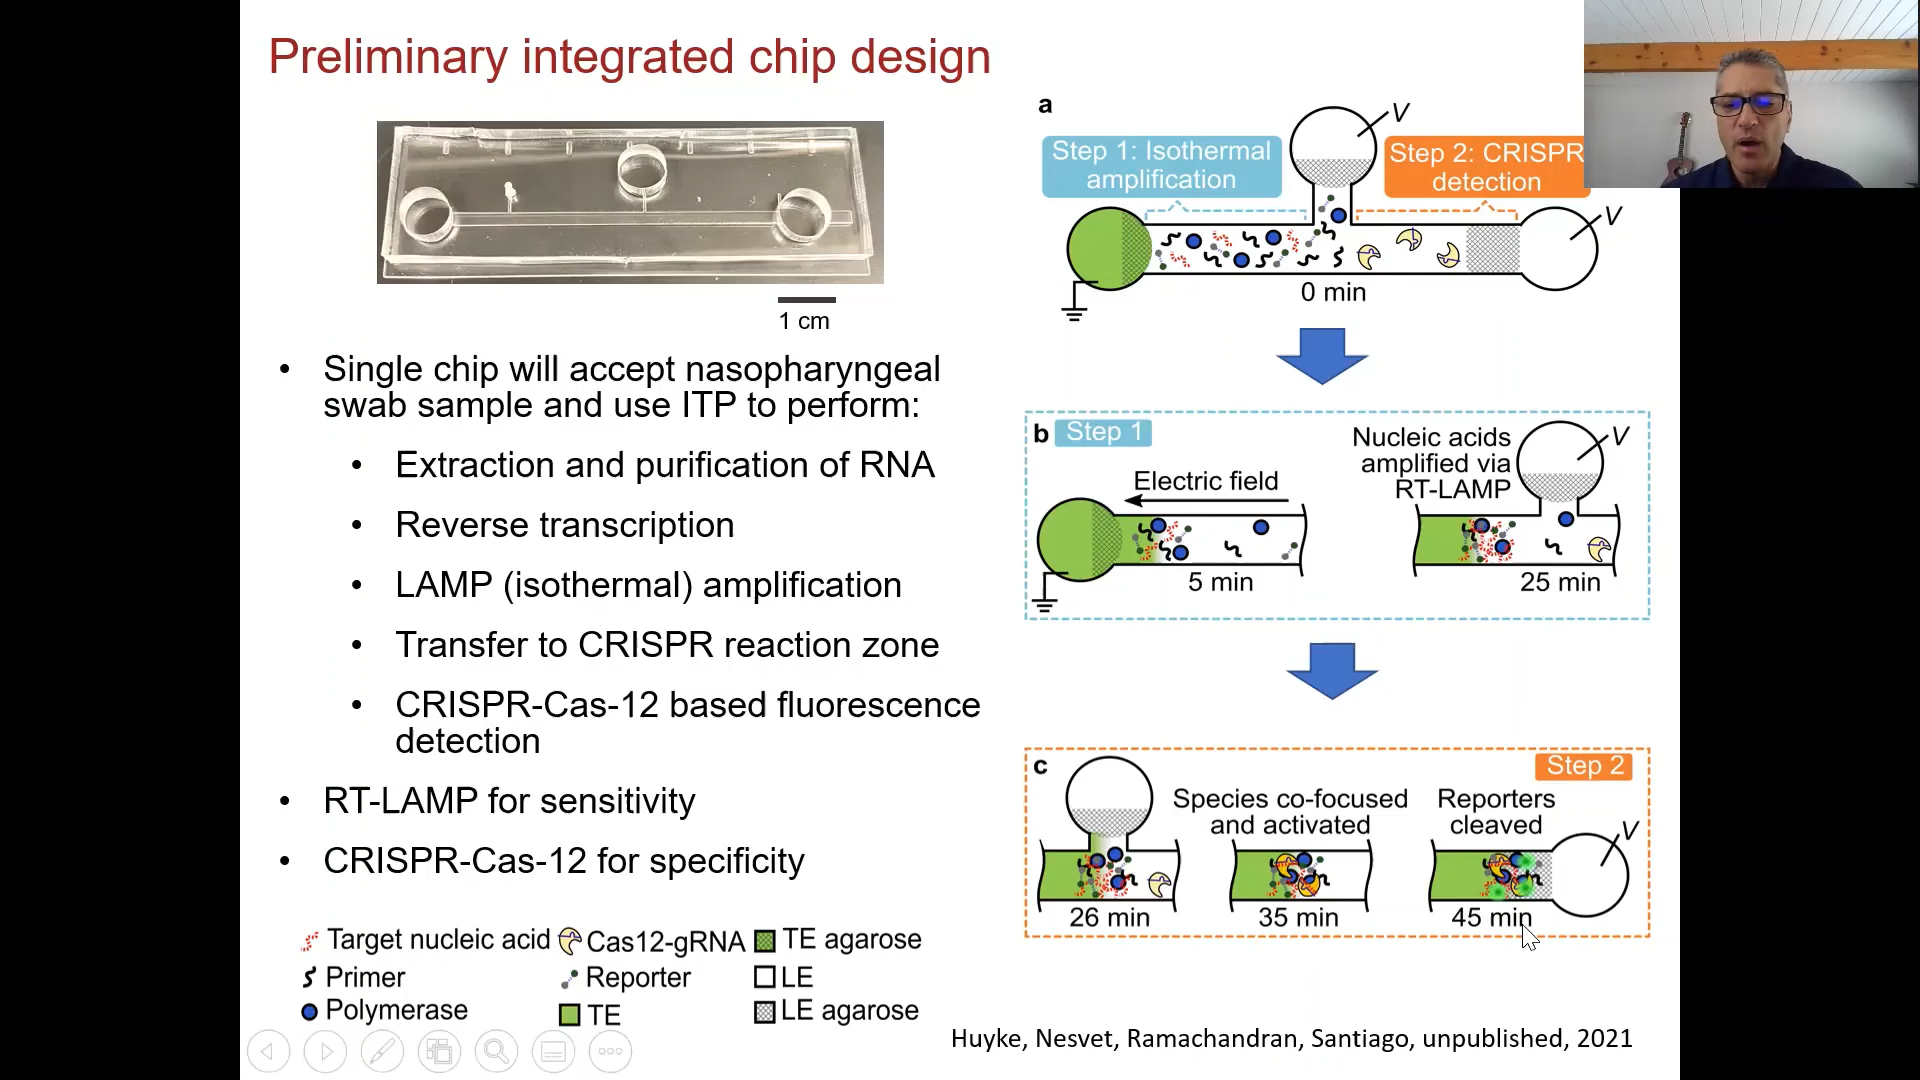 Preliminary integrated chip design
1 cm
• Single chip will accept nasopharyngeal
swab sample and use ITP to perform:
• Extraction and purification of RNA
• Reverse transcription
• LAMP (isothermal) amplification
• Transfer to CRISPR reaction zone
• CRISPR-Cas-12 based fluorescence
detection
• RT-LAMP for sensitivity
• CRISPR-Cas-12 for specificity
Target nucleic acid
Primer
Polymerase
Cas12-gRNA
Reporter
TE
TE agarose
LE
LE agarose
a
V
Step 1: Isothermal
amplification
Step 2: CRISPR
detection
V
0 min
b
Step 1
Electric field
5 min
Nucleic acids
amplified via
RT-LAMP
V
25 min
c
Step 2
26 min
Species co-focused
and activated
35 min
Reporters
cleaved
V
45 min
Huyke, Nesvet, Ramachandran, Santiago, unpublished, 2021